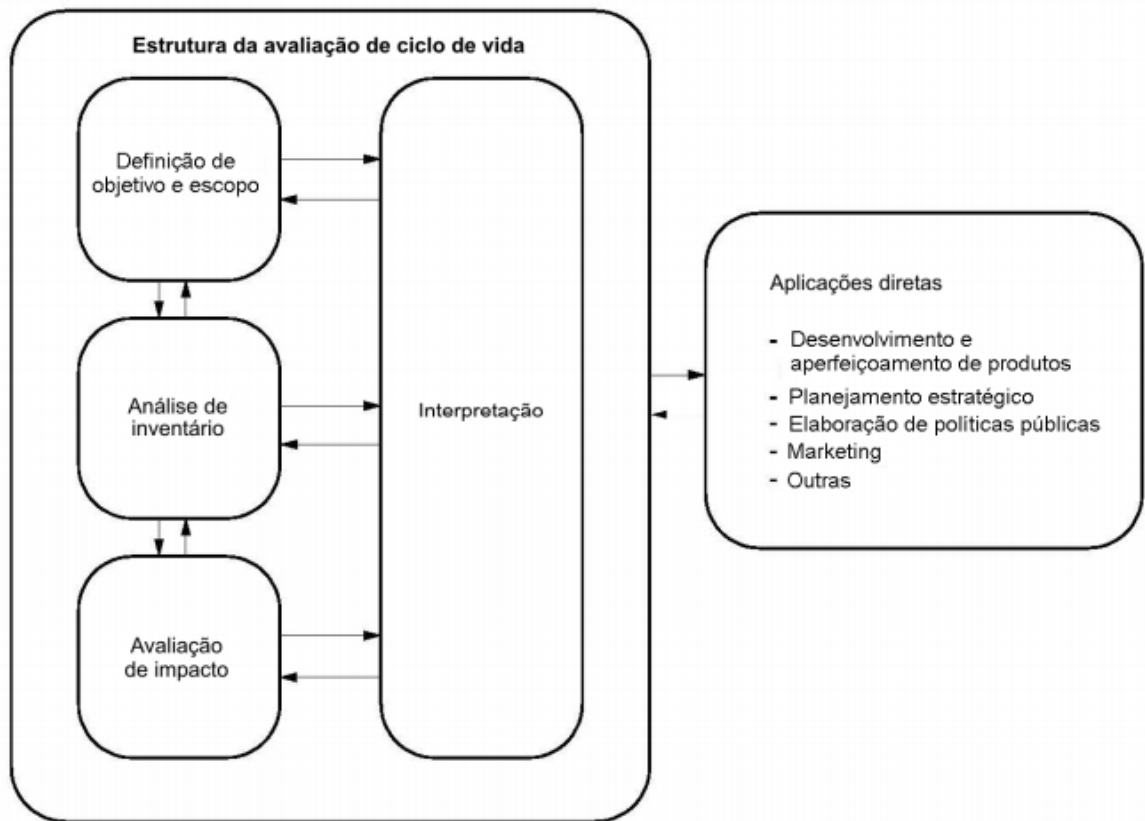 Estrutura da avaliação de ciclo de vida
Definição de
objetivo e escopo
Análise de
inventário
Avaliação
de impacto
Interpretação
Aplicações diretas
- Desenvolvimento e
aperfeiçoamento de produtos
- Planejamento estratégico
- Elaboração de políticas públicas
- Marketing
- Outras